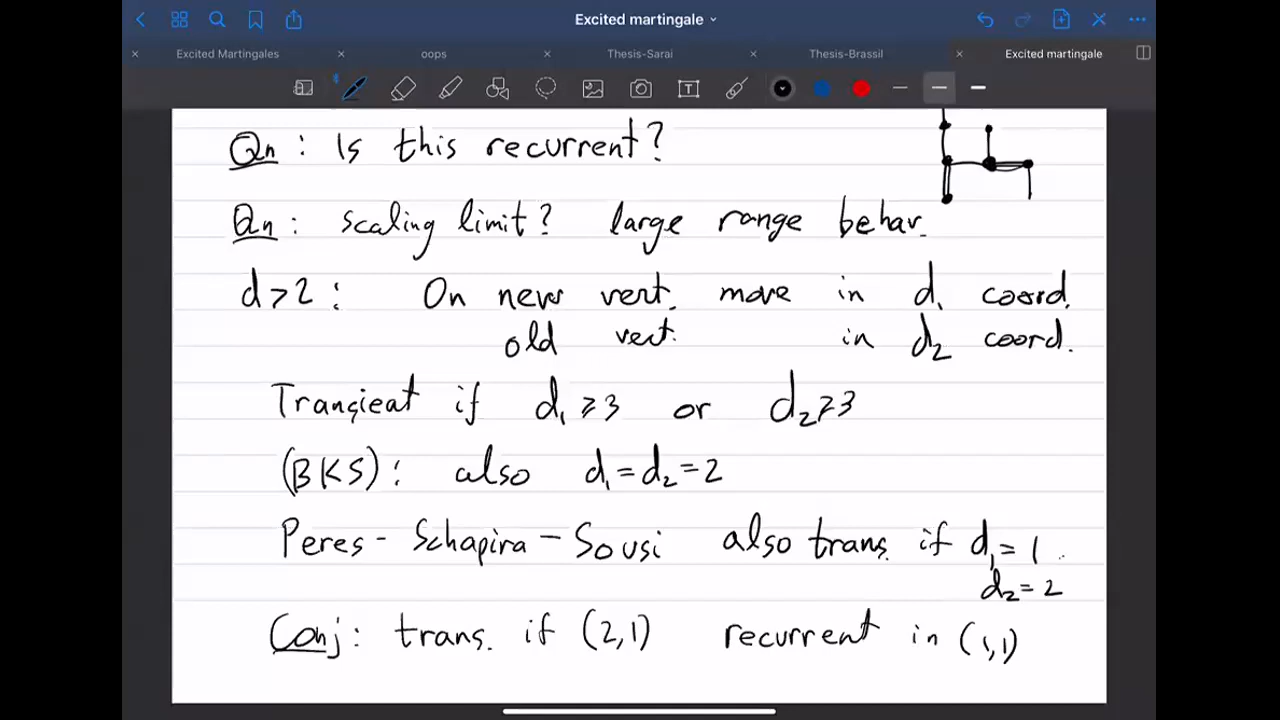 Excited martingale
Excited Martingales
oops
Thesis-Sarai
Thesis-Brassil
Excited martingale
Qn: Is this recurrent?
Qn: Scaling limit? large range behav.
d>2: On new vert. move in d₁ coord.
old vert. in d₂ coord.
Transient if d₁ ≥ 3 or d₂ ≥ 3
(BKS): also d₁ = d₂ = 2
Peres - Schapira - Sousi also trans. if d₁ = 1
d₂ = 2
Conj: trans. if (2,1) recurrent in (1,1)